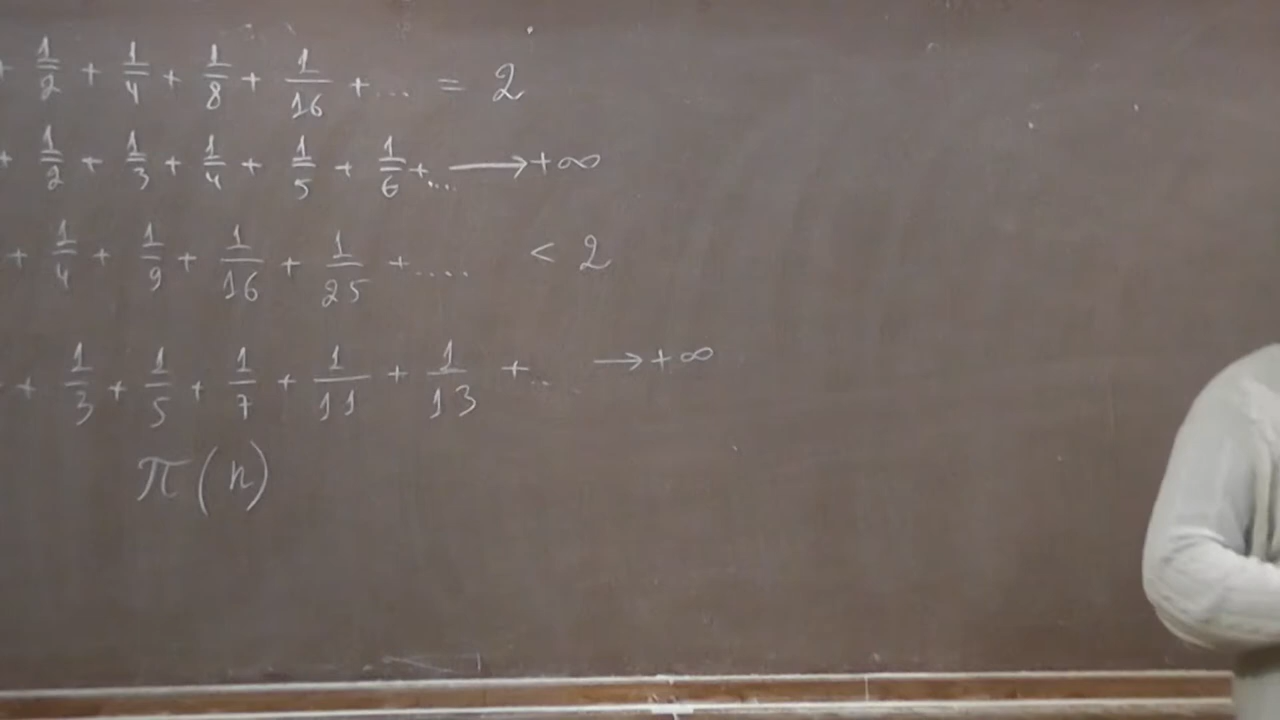 + 1/2 + 1/4 + 1/8 + 1/16 + ... = 2
+ 1/2 + 1/3 + 1/4 + 1/5 + 1/6 + ... ⟶ +∞
+ 1/4 + 1/9 + 1/16 + 1/25 + .... < 2
+ 1/3 + 1/5 + 1/7 + 1/11 + 1/13 + ... → +∞
π(n)